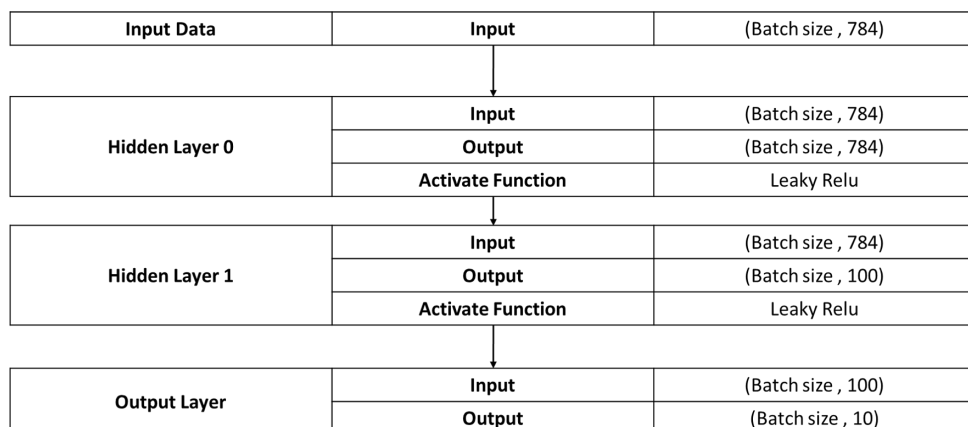 Input Data Input (Batch size , 784)
Hidden Layer 0
Input (Batch size , 784)
Output (Batch size , 784)
Activate Function Leaky Relu
Hidden Layer 1
Input (Batch size , 784)
Output (Batch size , 100)
Activate Function Leaky Relu
Output Layer
Input (Batch size , 100)
Output (Batch size , 10)